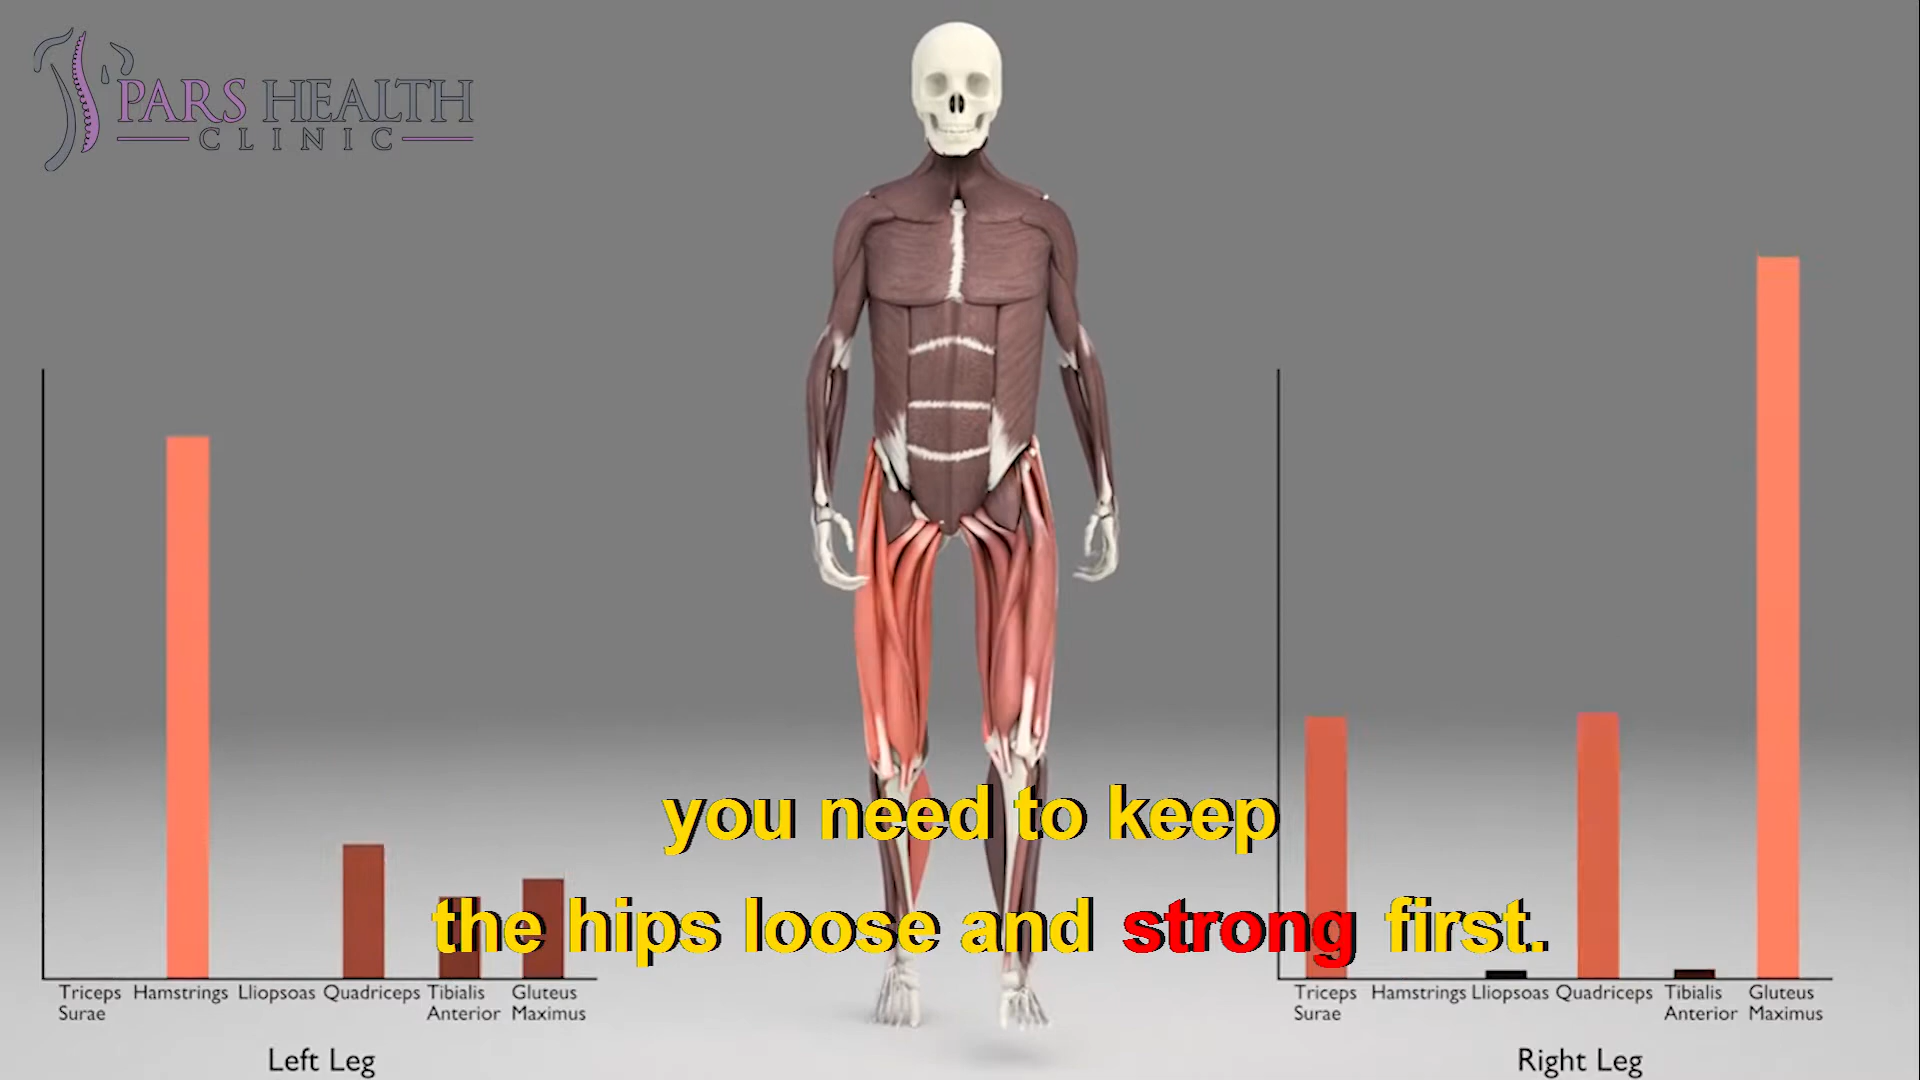 PARS HEALTH
CLINIC
you need to keep
the hips loose and strong first.
Triceps Surae
Hamstrings
Lliopsoas
Quadriceps
Tibialis Anterior
Gluteus Maximus
Left Leg
Triceps Surae
Hamstrings
Lliopsoas
Quadriceps
Tibialis Anterior
Gluteus Maximus
Right Leg